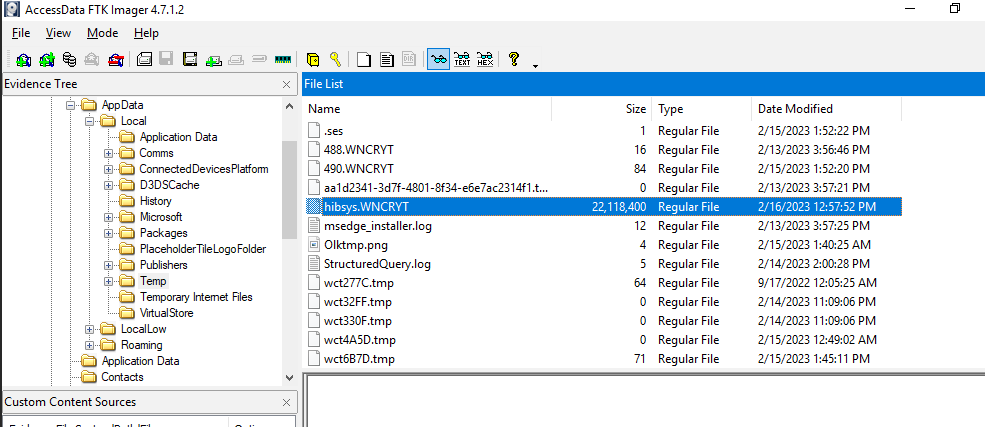 AccessData FTK Imager 4.7.1.2
File View Mode Help
TEXT HEX
Evidence Tree
AppData
Local
Application Data
Comms
ConnectedDevicesPlatform
D3DSCache
History
Microsoft
Packages
PlaceholderTileLogoFolder
Publishers
Temp
Temporary Internet Files
VirtualStore
LocalLow
Roaming
Application Data
Contacts
Custom Content Sources
File List
Name Size Type Date Modified
.ses 1 Regular File 2/15/2023 1:52:22 PM
488.WNCRYT 16 Regular File 2/13/2023 3:56:46 PM
490.WNCRYT 84 Regular File 2/15/2023 1:52:20 PM
aa1d2341-3d7f-4801-8f34-e6e7ac2314f1.t... 0 Regular File 2/13/2023 3:57:21 PM
hibsys.WNCRYT 22,118,400 Regular File 2/16/2023 12:57:52 PM
msedge_installer.log 12 Regular File 2/13/2023 3:57:25 PM
Olktmp.png 4 Regular File 2/15/2023 1:40:25 AM
StructuredQuery.log 5 Regular File 2/14/2023 2:00:28 PM
wct277C.tmp 64 Regular File 9/17/2022 12:05:25 AM
wct32FF.tmp 0 Regular File 2/14/2023 11:09:06 PM
wct330F.tmp 0 Regular File 2/14/2023 11:09:06 PM
wct4A5D.tmp 0 Regular File 2/15/2023 12:49:02 AM
wct6B7D.tmp 71 Regular File 2/15/2023 1:45:11 PM